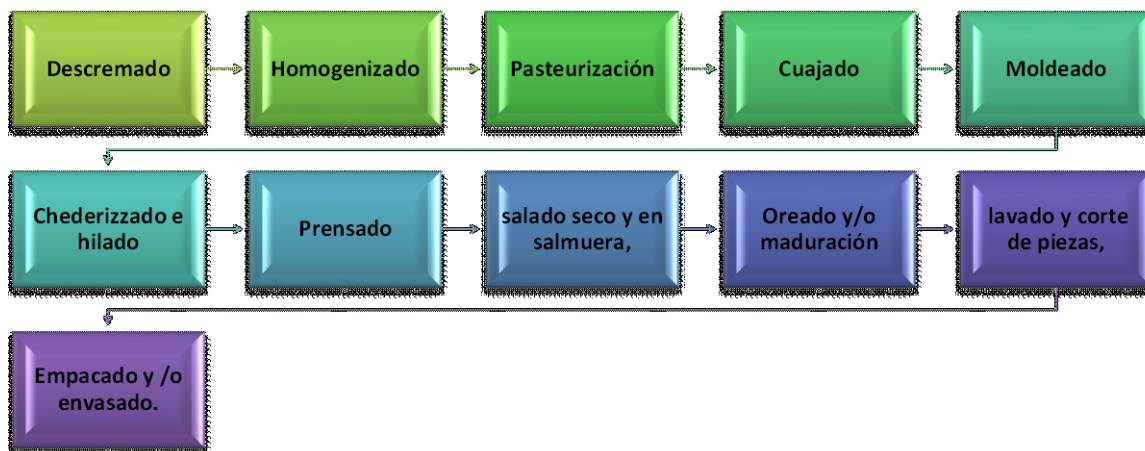 Descremado
Homogenizado
Pasteurización
Cuajado
Moldeado
Chederizzado e
hilado
Prensado
salado seco y en
salmuera,
Oreado y/o
maduración
lavado y corte
de piezas,
Empacado y /o
envasado.